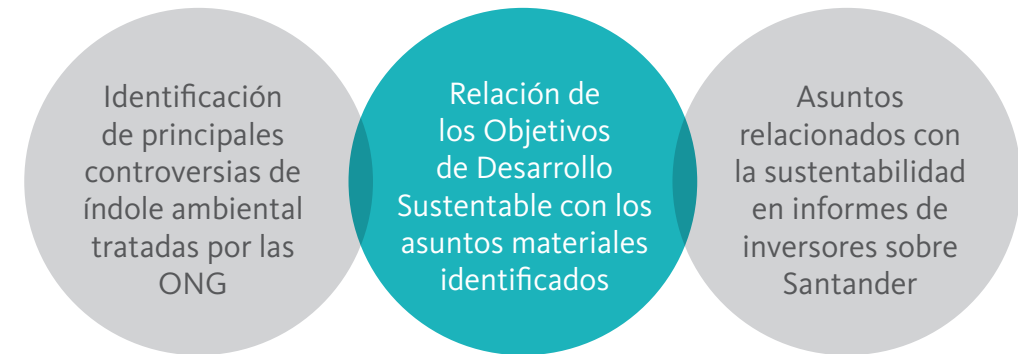 Identificación
de principales
controversias de
índole ambiental
tratadas por las
ONG
Relación de
los Objetivos
de Desarrollo
Sustentable con los
asuntos materiales
identificados
Asuntos
relacionados con
la sustentabilidad
en informes de
inversores sobre
Santander